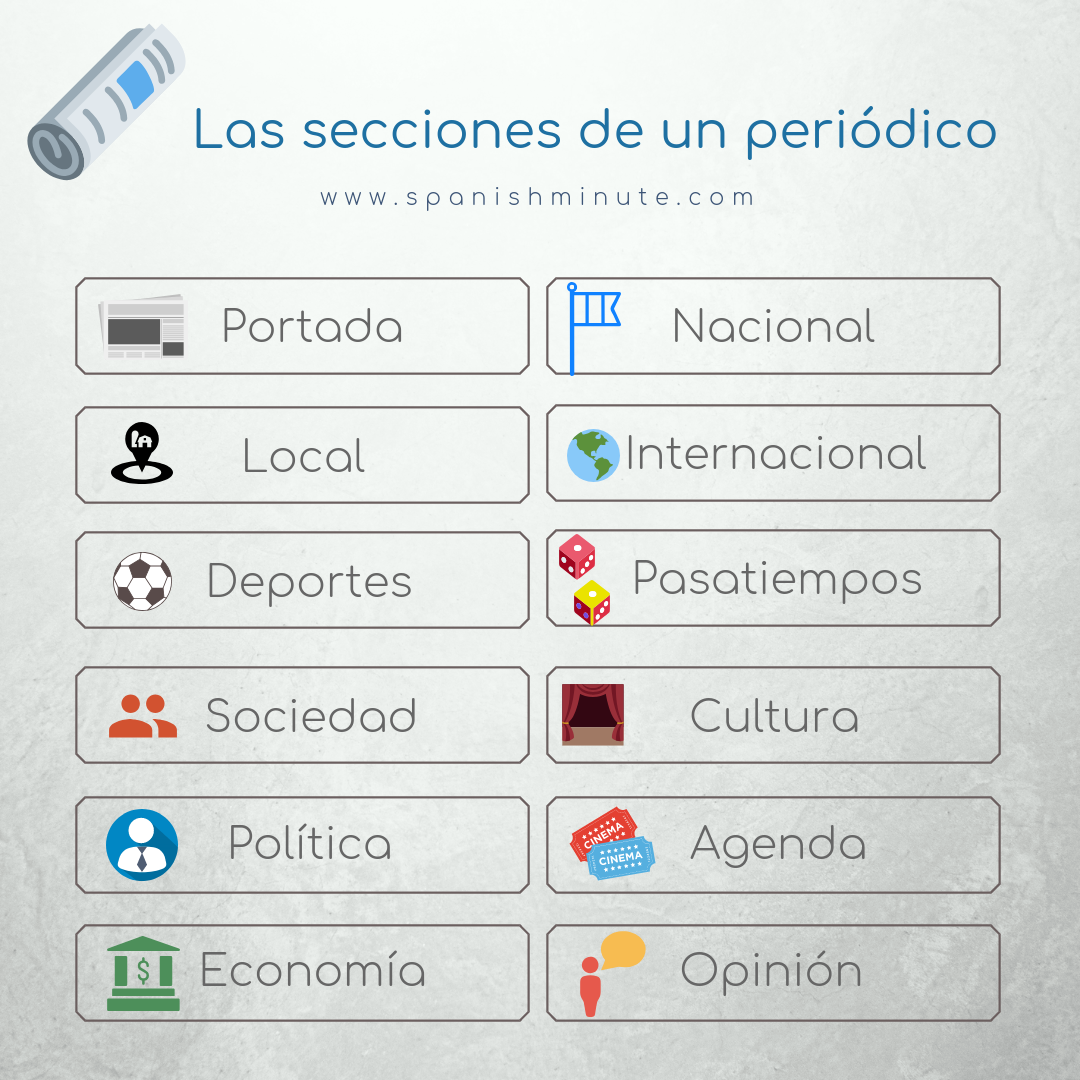 Las secciones de un periódico
www.spanishminute.com
Portada
Nacional
LA
Local
Internacional
Deportes
Pasatiempos
Sociedad
Cultura
Política
CINEMA
CINEMA
Agenda
$
Economía
Opinión